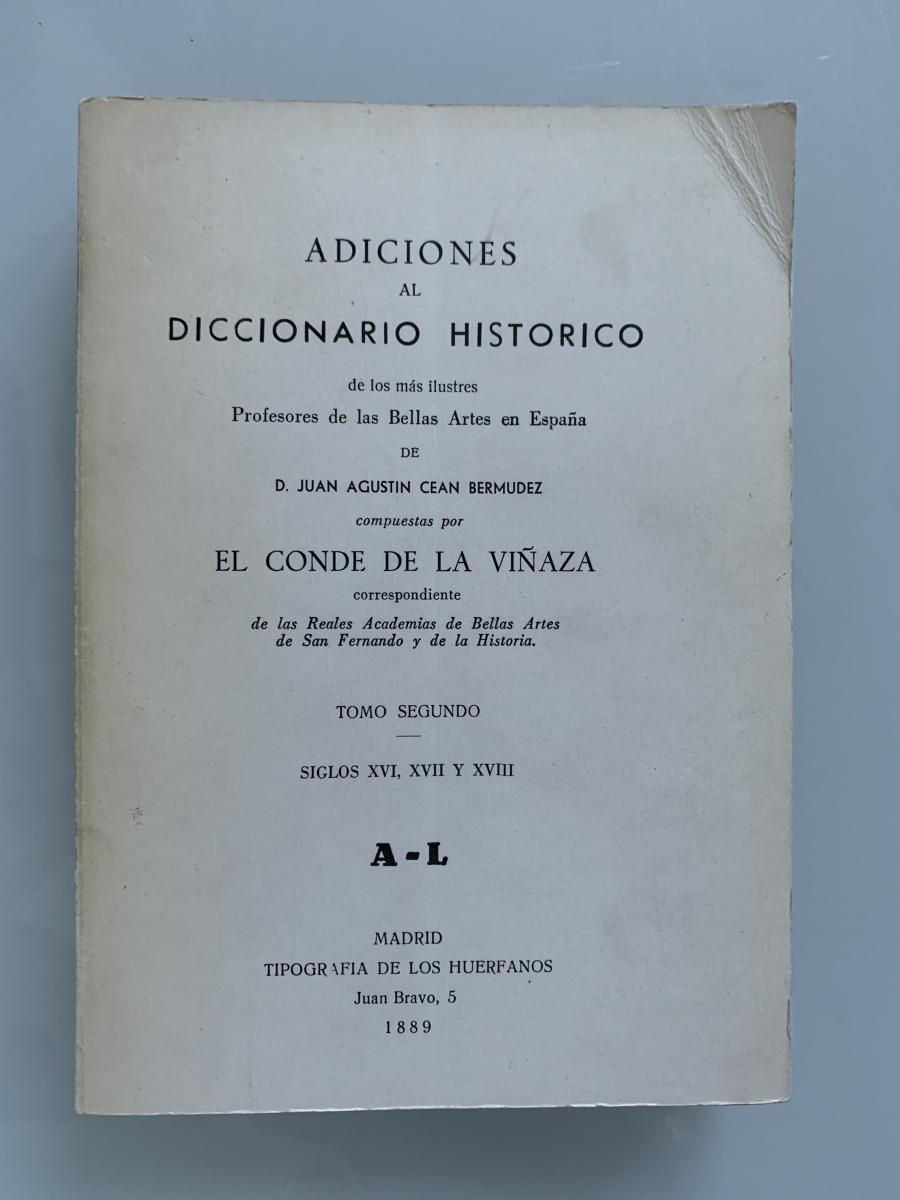 ADICIONES
AL
DICCIONARIO HISTORICO
de los más ilustres
Profesores de las Bellas Artes en España
DE
D. JUAN AGUSTIN CEAN BERMUDEZ
compuestas por
EL CONDE DE LA VIÑAZA
correspondiente
de las Reales Academias de Bellas Artes
de San Fernando y de la Historia.
TOMO SEGUNDO
SIGLOS XVI, XVII Y XVIII
A-L
MADRID
TIPOGRAFIA DE LOS HUERFANOS
Juan Bravo, 5
1889